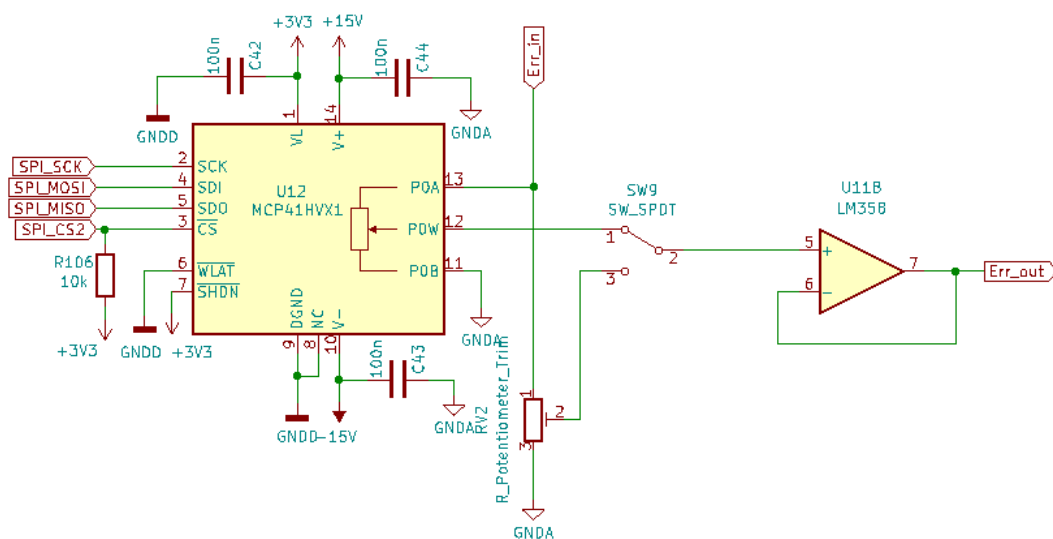 +3V3
+15V
100n
C42
100n
C44
Err_in
GNDD
GNDA
1
14
VL
V+
SPI_SCK
2
SCK
SPI_MOSI
4
SDI
SPI_MISO
5
SDO
SPI_CS2
3
CS
U12
MCP41HVX1
P0A
13
P0W
12
P0B
11
SW9
SW_SPDT
1
2
3
U11B
LM358
5
+
6
-
7
Err_out
R106
10k
6
WLAT
7
SHDN
+3V3
GNDD
+3V3
DGND
NC
V-
9
8
10
100n
C43
GNDA
GNDD
-15V
GNDA
RV2
R_Potentiometer_Trim
1
2
3
GNDA